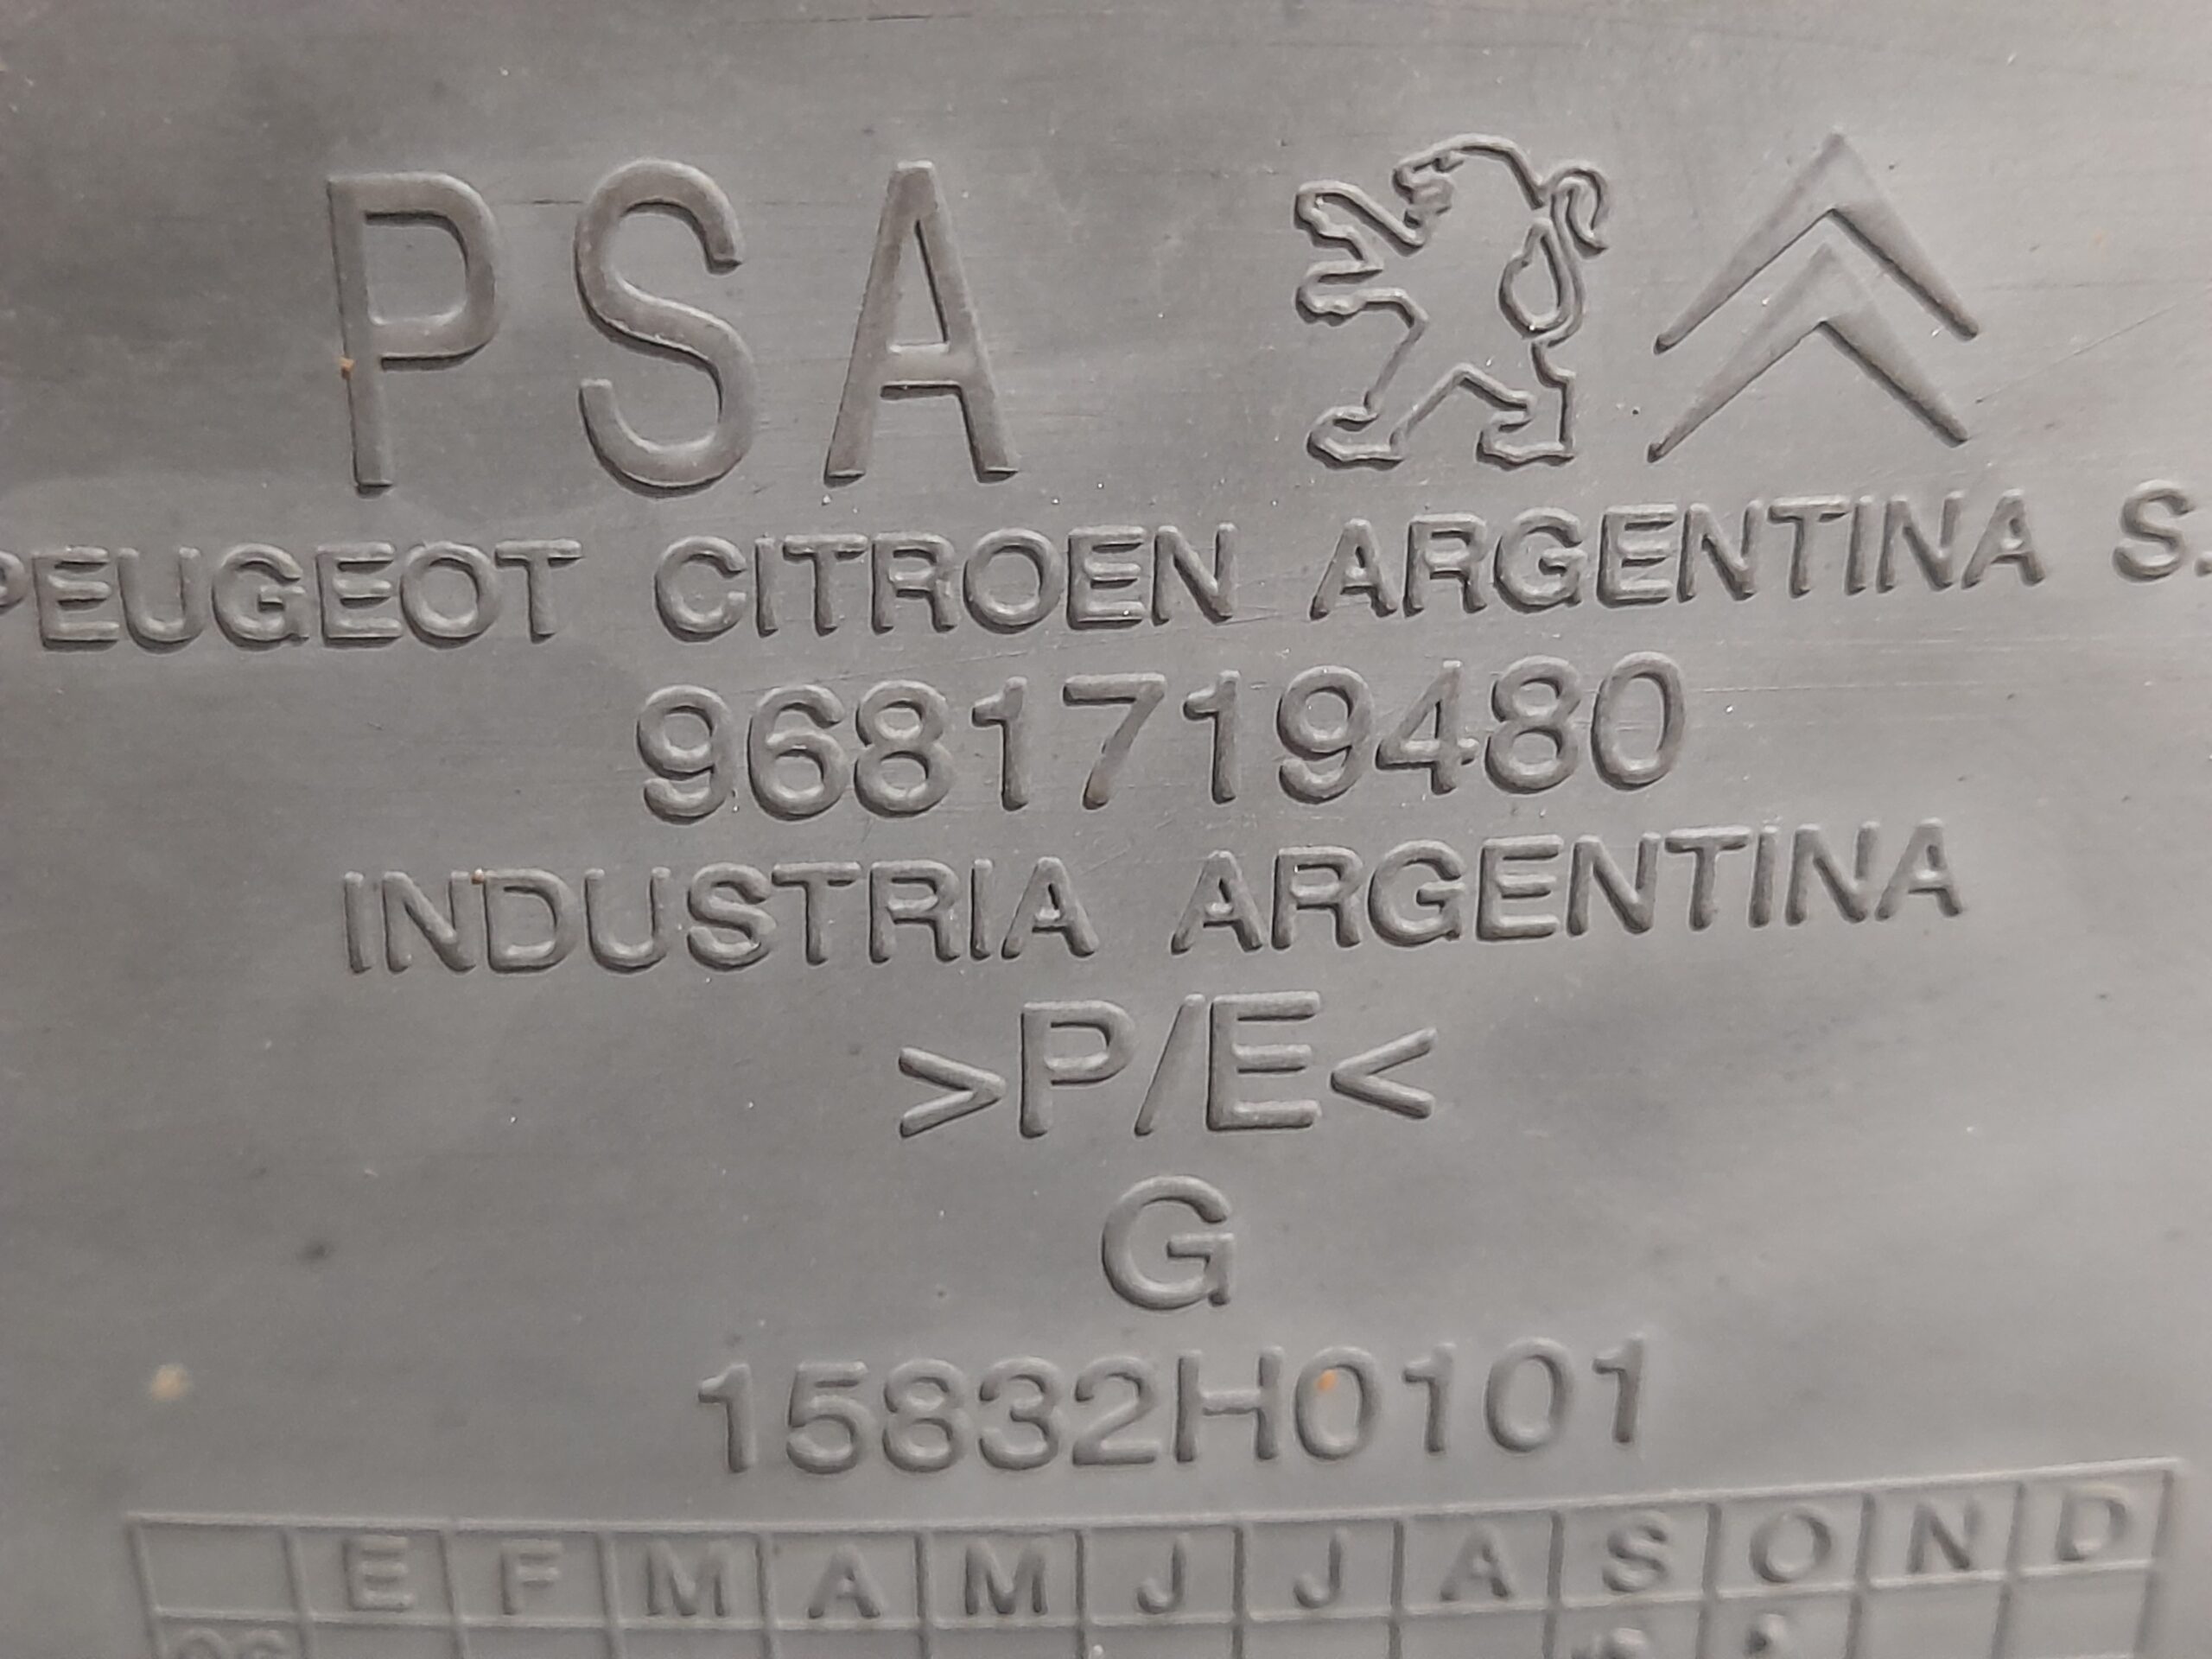 PSA
PEUGEOT CITROEN ARGENTINA S.
9681719480
INDUSTRIA ARGENTINA
>P/E<
G
15832H0101
E F M A M J J A S O N D